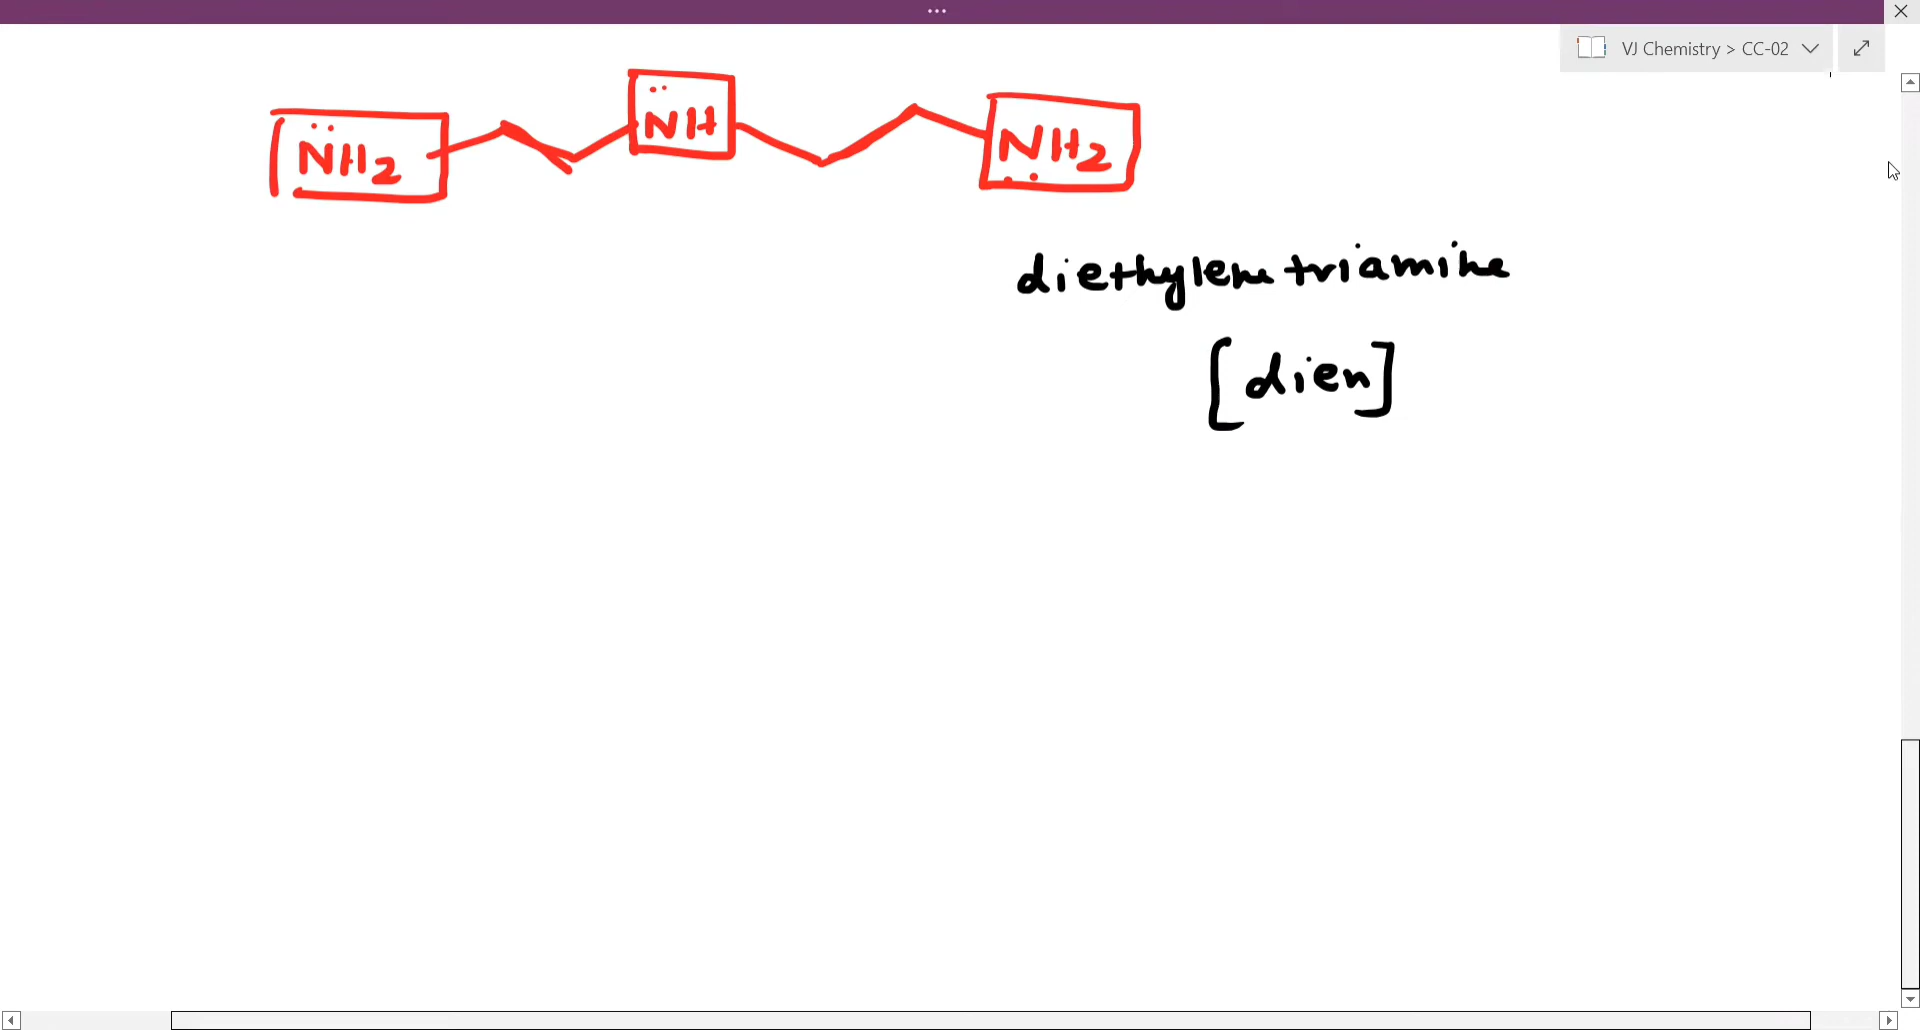 ...
VJ Chemistry > CC-02
NH2 NH NH2
diethylene triamine
[dien]